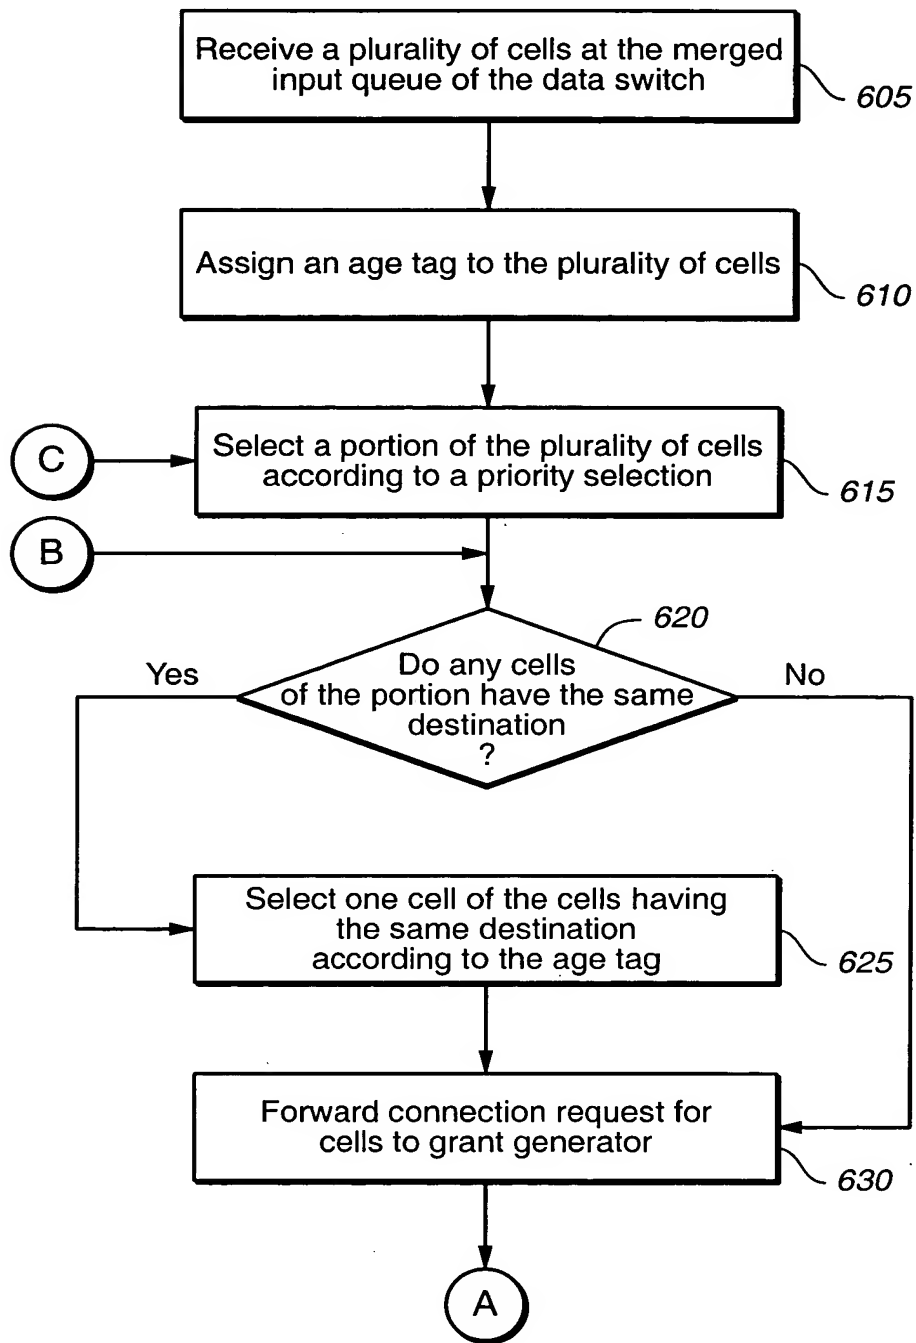 Receive a plurality of cells at the merged
input queue of the data switch
605
Assign an age tag to the plurality of cells
610
C
Select a portion of the plurality of cells
according to a priority selection
615
B
620
Yes
Do any cells
of the portion have the same
destination
?
No
Select one cell of the cells having
the same destination
according to the age tag
625
Forward connection request for
cells to grant generator
630
A